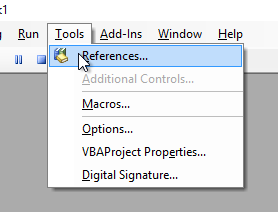 1
Run Tools Add-Ins Window Help
References...
Additional Controls...
Macros...
Options...
VBAProject Properties...
Digital Signature...